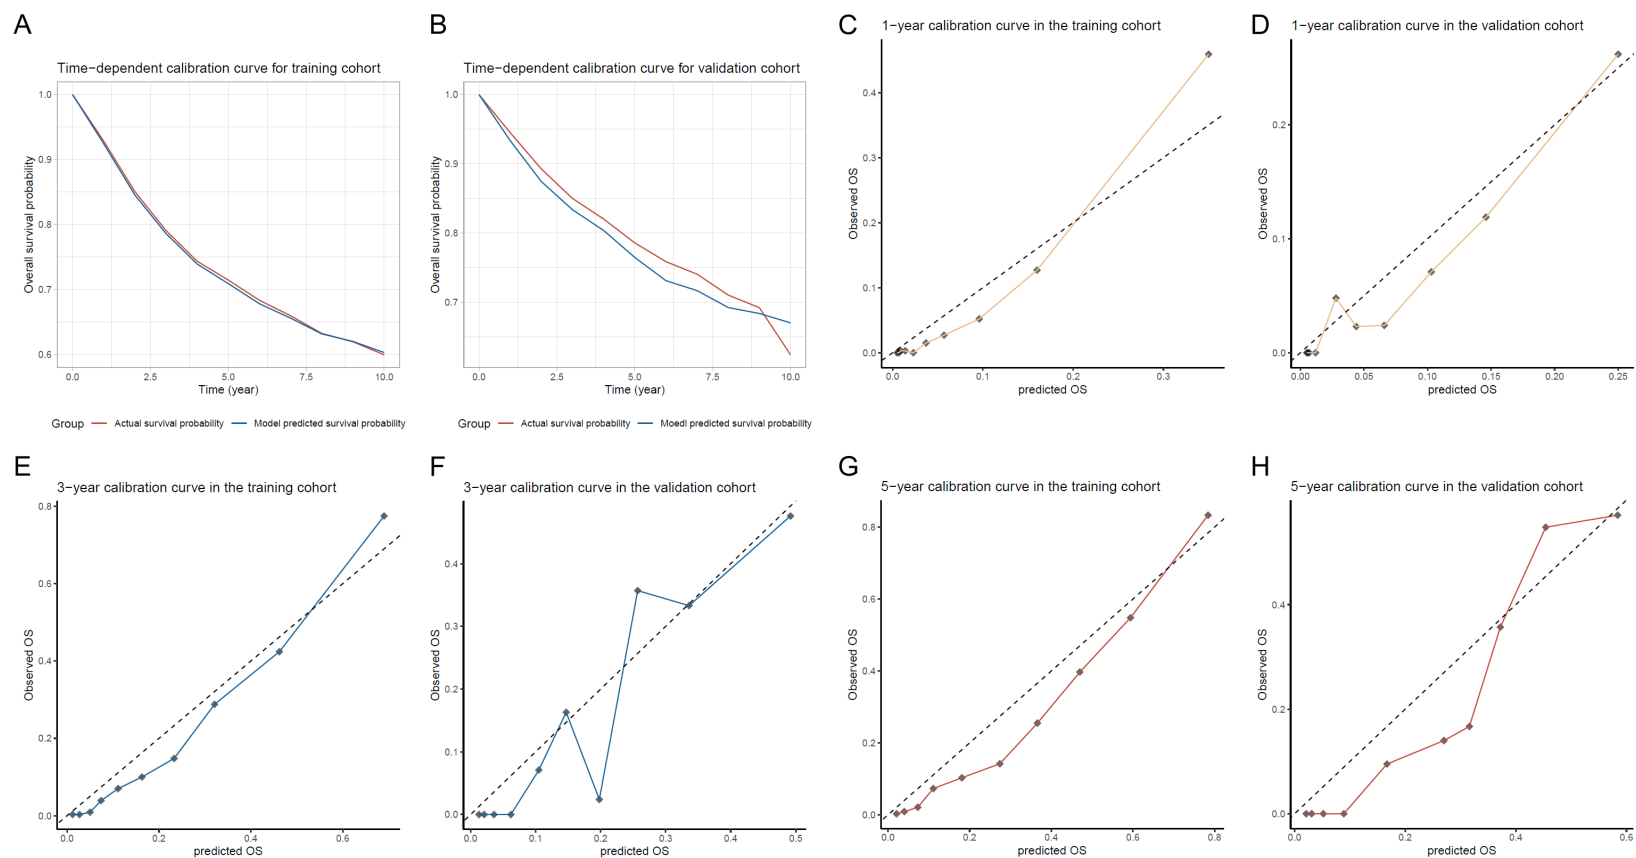 A
Time−dependent calibration curve for training cohort
Overall survival probability
1.0
0.9
0.8
0.7
0.6
0.0 2.5 5.0 7.5 10.0
Time (year)
Group Actual survival probability Model predicted survival probability
B
Time−dependent calibration curve for validation cohort
Overall survival probability
1.0
0.9
0.8
0.7
0.0 2.5 5.0 7.5 10.0
Time (year)
Group Actual survival probability Moedl predicted survival probability
C
1−year calibration curve in the training cohort
Observed OS
0.4
0.3
0.2
0.1
0.0
0.0 0.1 0.2 0.3
predicted OS
D
1−year calibration curve in the validation cohort
Observed OS
0.2
0.1
0.0
0.00 0.05 0.10 0.15 0.20 0.25
predicted OS
E
3−year calibration curve in the training cohort
Observed OS
0.8
0.6
0.4
0.2
0.0
0.0 0.2 0.4 0.6
predicted OS
F
3−year calibration curve in the validation cohort
Observed OS
0.4
0.3
0.2
0.1
0.0
0.0 0.1 0.2 0.3 0.4 0.5
predicted OS
G
5−year calibration curve in the training cohort
Observed OS
0.8
0.6
0.4
0.2
0.0
0.0 0.2 0.4 0.6 0.8
predicted OS
H
5−year calibration curve in the validation cohort
Observed OS
0.4
0.2
0.0
0.0 0.2 0.4 0.6
predicted OS